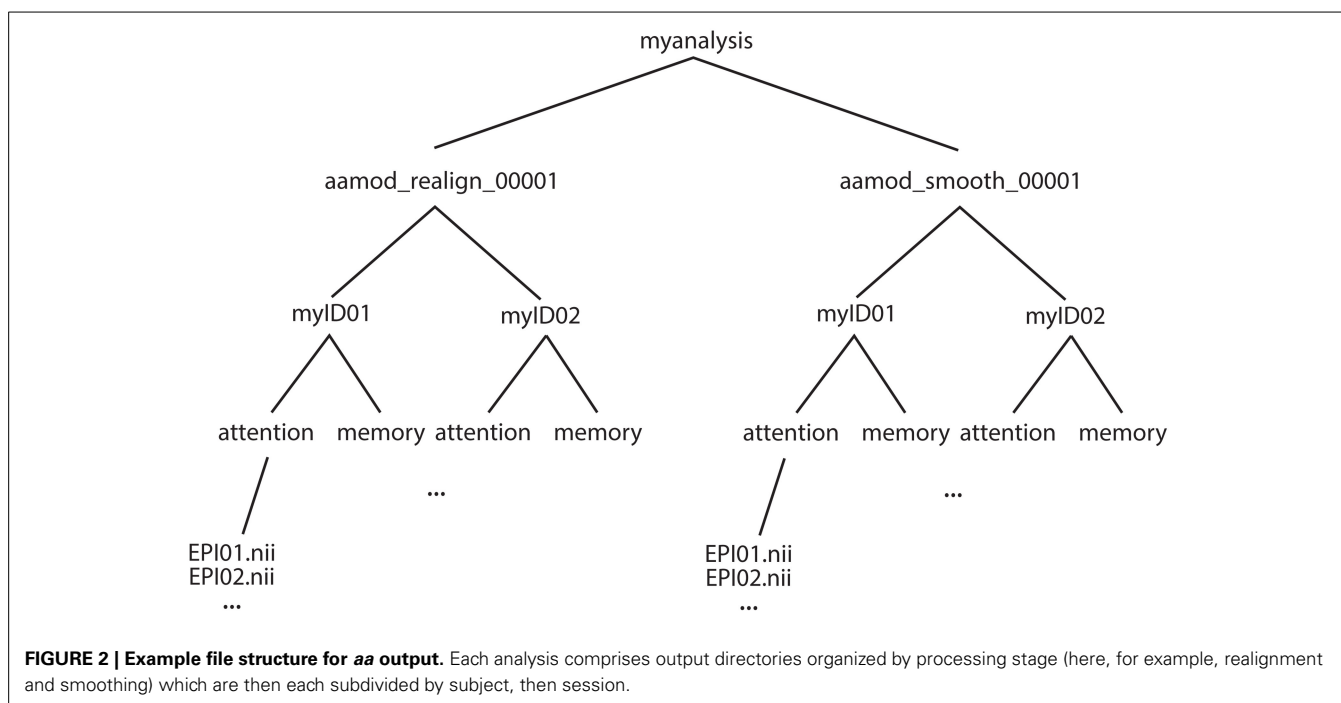 myanalysis
aamod_realign_00001 aamod_smooth_00001
myID01 myID02 myID01 myID02
attention memory attention memory attention memory attention memory
... ...
EPI01.nii EPI01.nii
EPI02.nii EPI02.nii
... ...
FIGURE 2 | Example file structure for aa output. Each analysis comprises output directories organized by processing stage (here, for example, realignment
and smoothing) which are then each subdivided by subject, then session.